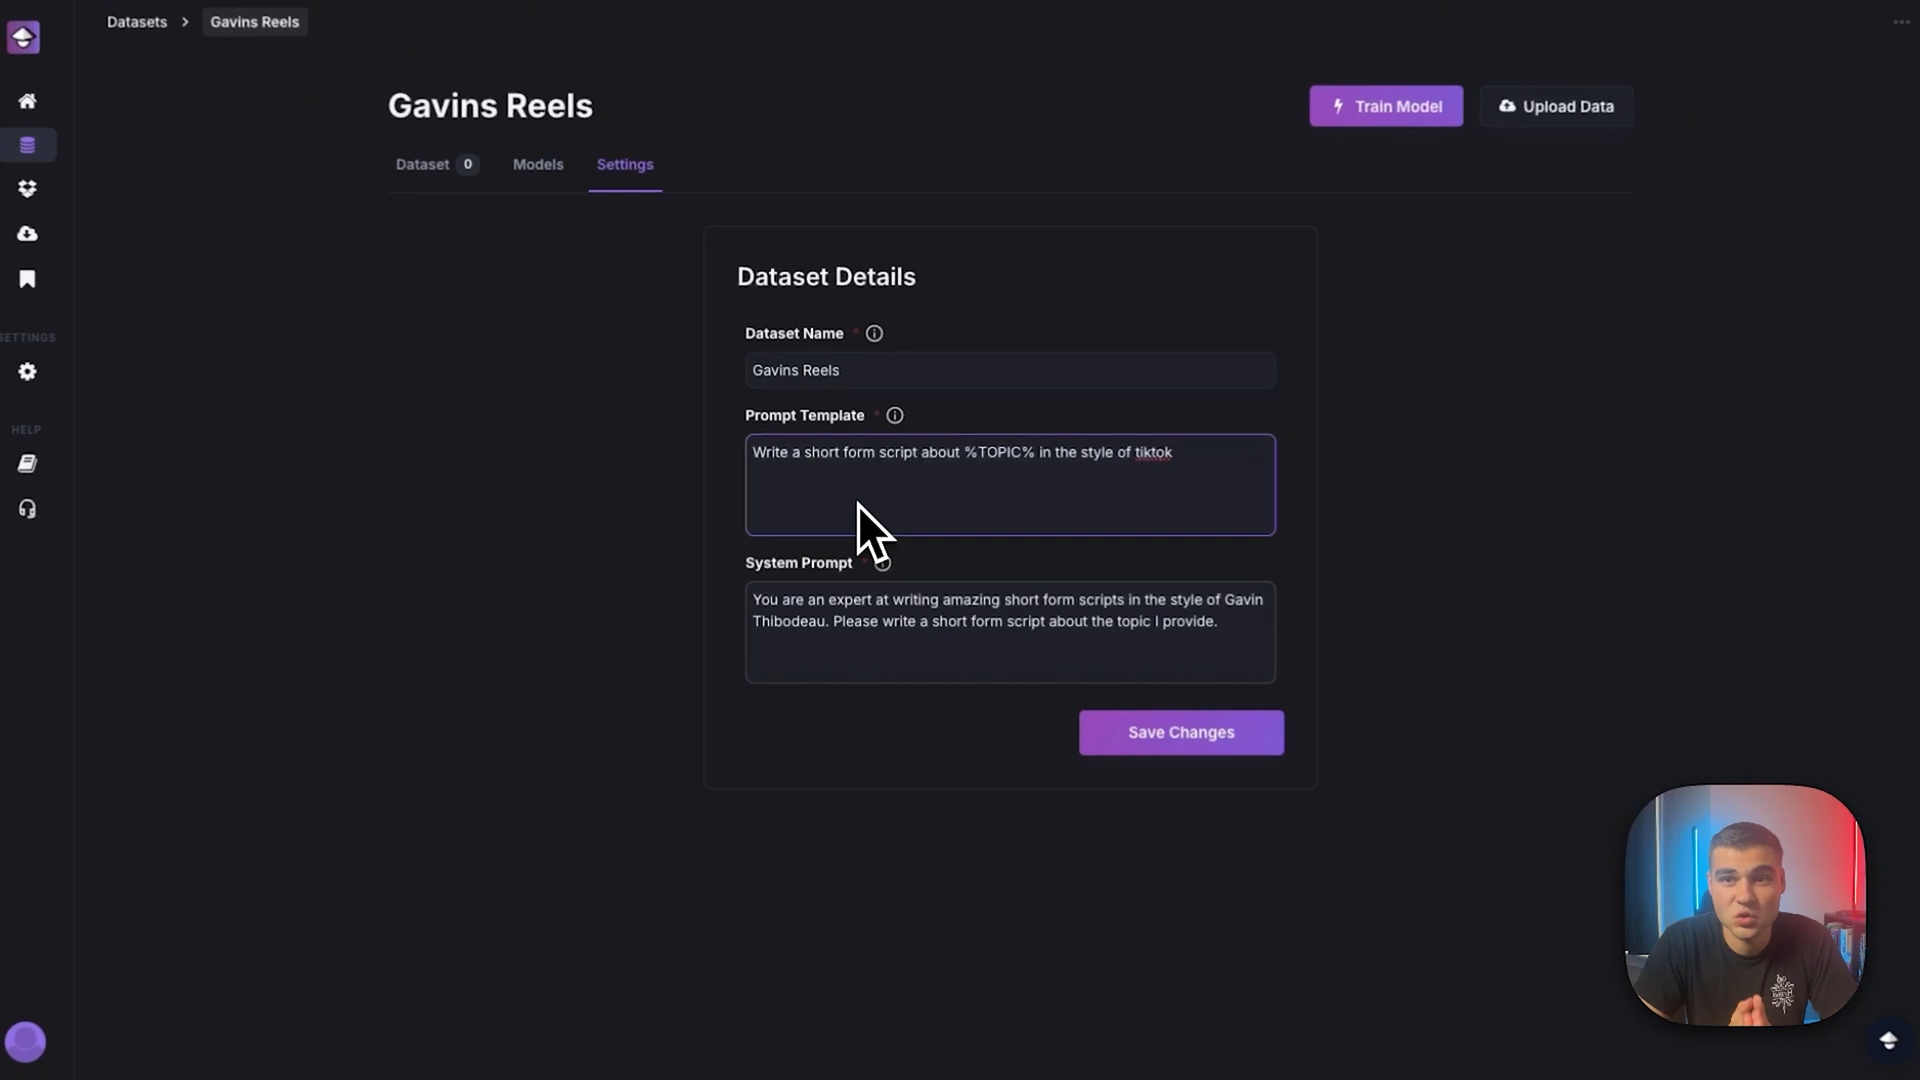 Datasets > Gavins Reels
Gavins Reels
Train Model
Upload Data
Dataset 0
Models
Settings
Dataset Details
SETTINGS
Dataset Name *
Gavins Reels
Prompt Template *
HELP
Write a short form script about %TOPIC% in the style of tiktok
System Prompt *
You are an expert at writing amazing short form scripts in the style of Gavin
Thibodeau. Please write a short form script about the topic I provide.
Save Changes